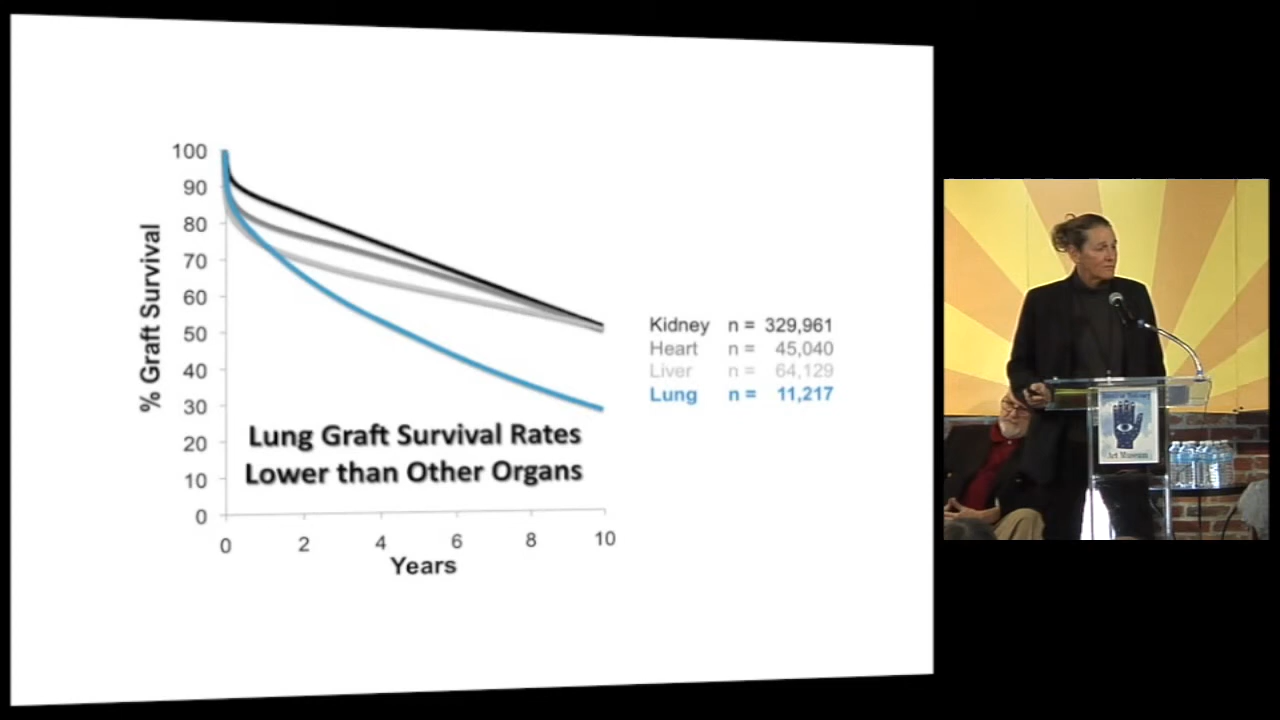 100
90
80
70
60
50
40
30
20
10
0
% Graft Survival
0 2 4 6 8 10
Years
Lung Graft Survival Rates
Lower than Other Organs
Kidney n = 329,961
Heart n = 45,040
Liver n = 64,129
Lung n = 11,217
Art Museum